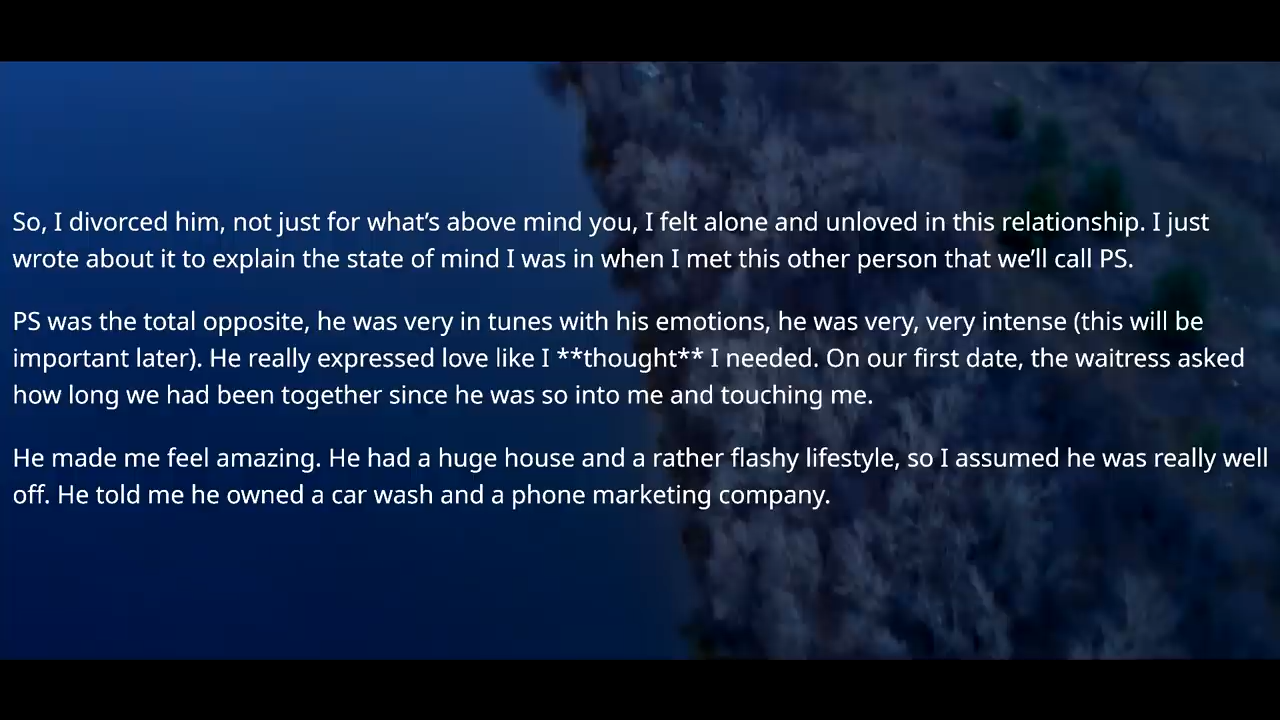 So, I divorced him, not just for what’s above mind you, I felt alone and unloved in this relationship. I just
wrote about it to explain the state of mind I was in when I met this other person that we’ll call PS.
PS was the total opposite, he was very in tunes with his emotions, he was very, very intense (this will be
important later). He really expressed love like I **thought** I needed. On our first date, the waitress asked
how long we had been together since he was so into me and touching me.
He made me feel amazing. He had a huge house and a rather flashy lifestyle, so I assumed he was really well
off. He told me he owned a car wash and a phone marketing company.